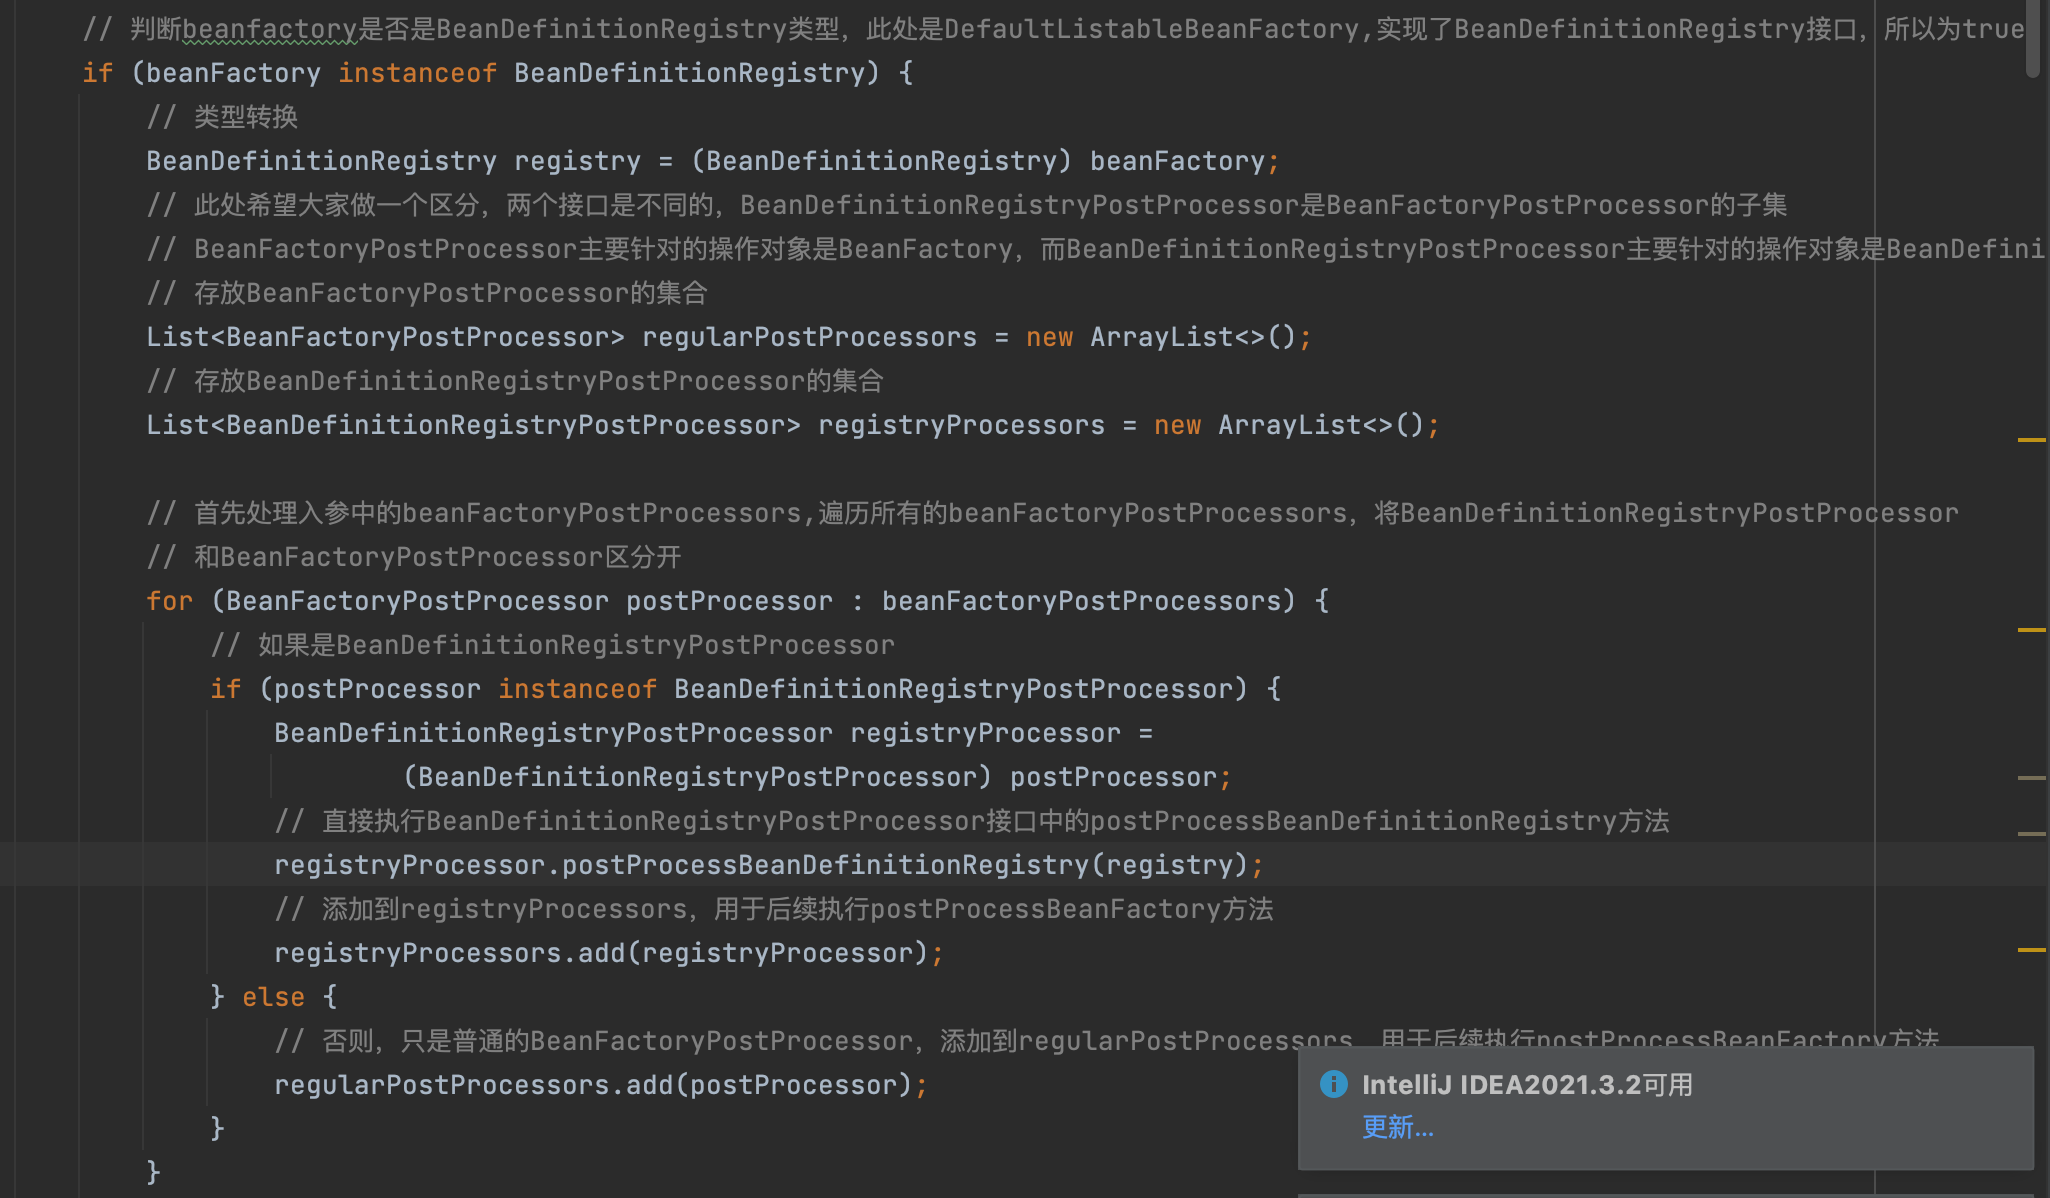 // 判断beanfactory是否是BeanDefinitionRegistry类型，此处是DefaultListableBeanFactory,实现了BeanDefinitionRegistry接口，所以为true
if (beanFactory instanceof BeanDefinitionRegistry) {
// 类型转换
BeanDefinitionRegistry registry = (BeanDefinitionRegistry) beanFactory;
// 此处希望大家做一个区分，两个接口是不同的，BeanDefinitionRegistryPostProcessor是BeanFactoryPostProcessor的子集
// BeanFactoryPostProcessor主要针对的操作对象是BeanFactory，而BeanDefinitionRegistryPostProcessor主要针对的操作对象是BeanDefini
// 存放BeanFactoryPostProcessor的集合
List<BeanFactoryPostProcessor> regularPostProcessors = new ArrayList<>();
// 存放BeanDefinitionRegistryPostProcessor的集合
List<BeanDefinitionRegistryPostProcessor> registryProcessors = new ArrayList<>();
// 首先处理入参中的beanFactoryPostProcessors,遍历所有的beanFactoryPostProcessors，将BeanDefinitionRegistryPostProcessor
// 和BeanFactoryPostProcessor区分开
for (BeanFactoryPostProcessor postProcessor : beanFactoryPostProcessors) {
// 如果是BeanDefinitionRegistryPostProcessor
if (postProcessor instanceof BeanDefinitionRegistryPostProcessor) {
BeanDefinitionRegistryPostProcessor registryProcessor =
(BeanDefinitionRegistryPostProcessor) postProcessor;
// 直接执行BeanDefinitionRegistryPostProcessor接口中的postProcessBeanDefinitionRegistry方法
registryProcessor.postProcessBeanDefinitionRegistry(registry);
// 添加到registryProcessors，用于后续执行postProcessBeanFactory方法
registryProcessors.add(registryProcessor);
} else {
// 否则，只是普通的BeanFactoryPostProcessor，添加到regularPostProcessors，用于后续执行postProcessBeanFactory方法
regularPostProcessors.add(postProcessor);
}
}
IntelliJ IDEA2021.3.2可用
更新...